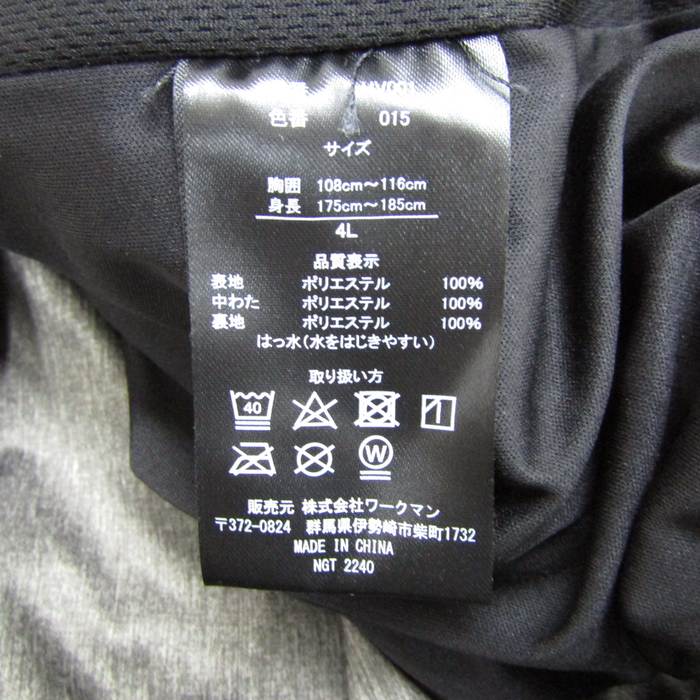 色番 015
サイズ
胸囲 108cm～116cm
身長 175cm～185cm
4L
品質表示
表地 ポリエステル 100%
中わた ポリエステル 100%
裏地 ポリエステル 100%
はっ水(水をはじきやすい)
取り扱い方
40
W
販売元 株式会社ワークマン
〒372-0824 群馬県伊勢崎市柴町1732
MADE IN CHINA
NGT 2240